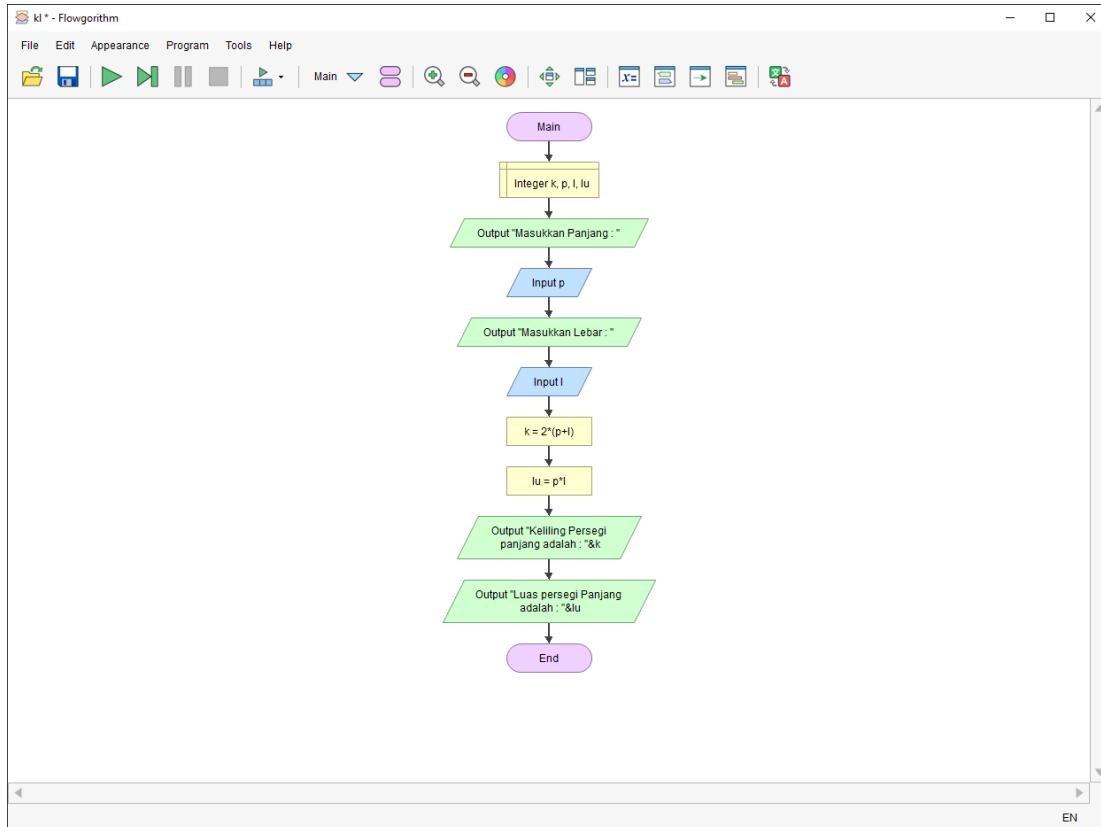 kl * - Flowgorithm
File Edit Appearance Program Tools Help
Main
x=
Main
Integer k, p, l, lu
Output "Masukkan Panjang : "
Input p
Output "Masukkan Lebar : "
Input l
k = 2*(p+l)
lu = p*l
Output "Keliling Persegi
panjang adalah : "&k
Output "Luas persegi Panjang
adalah : "&lu
End
EN